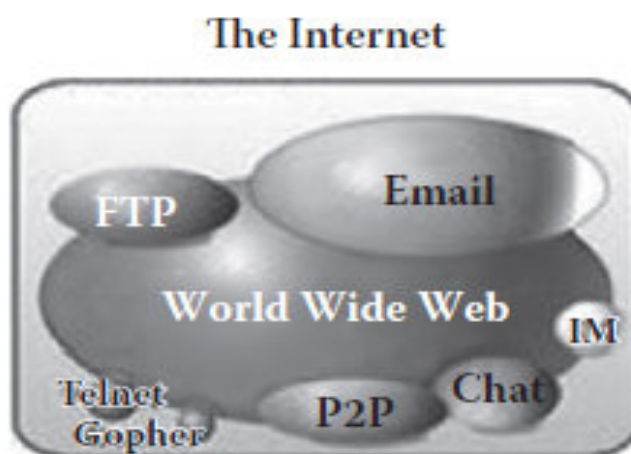 The Internet
Email
FTP
World Wide Web
IM
Telnet
Chat
P2P
Gopher